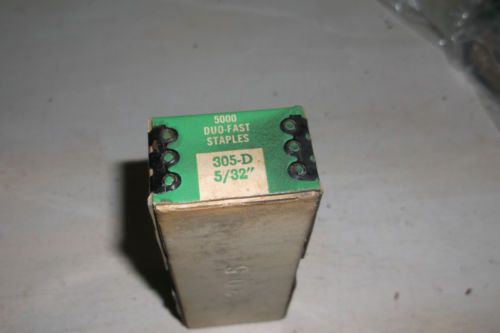 5000
DUO-FAST
STAPLES
305-D
5/32"